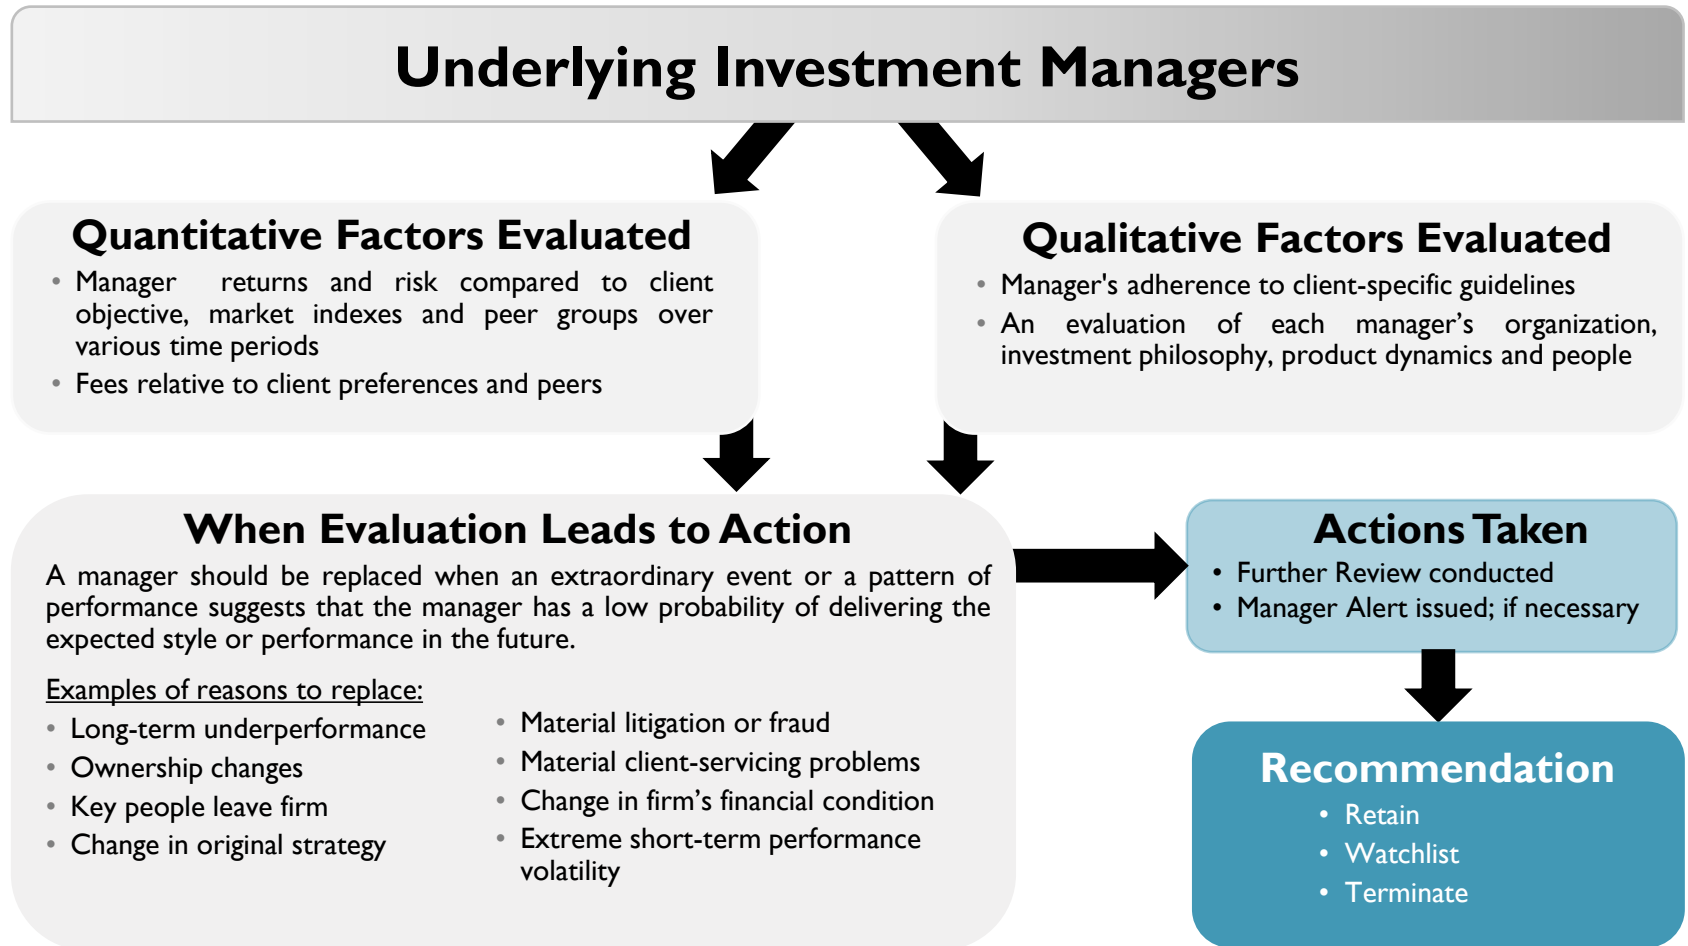 Underlying Investment Managers
Quantitative Factors Evaluated
• Manager returns and risk compared to client
objective, market indexes and peer groups over
various time periods
• Fees relative to client preferences and peers
Qualitative Factors Evaluated
• Manager's adherence to client-specific guidelines
• An evaluation of each manager’s organization,
investment philosophy, product dynamics and people
When Evaluation Leads to Action
A manager should be replaced when an extraordinary event or a pattern of
performance suggests that the manager has a low probability of delivering the
expected style or performance in the future.
Examples of reasons to replace:
• Long-term underperformance
• Ownership changes
• Key people leave firm
• Change in original strategy
• Material litigation or fraud
• Material client-servicing problems
• Change in firm’s financial condition
• Extreme short-term performance
volatility
Actions Taken
• Further Review conducted
• Manager Alert issued; if necessary
Recommendation
• Retain
• Watchlist
• Terminate